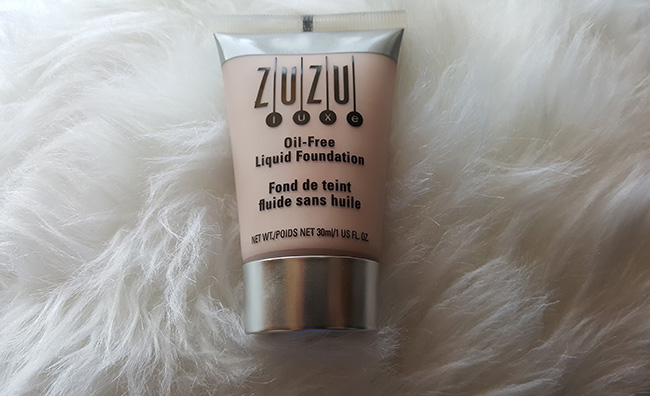 ZUZU
luxe
Oil-Free
Liquid Foundation
Fond de teint
fluide sans huile
NET WT./POIDS NET 30ml/1 US FL. OZ.